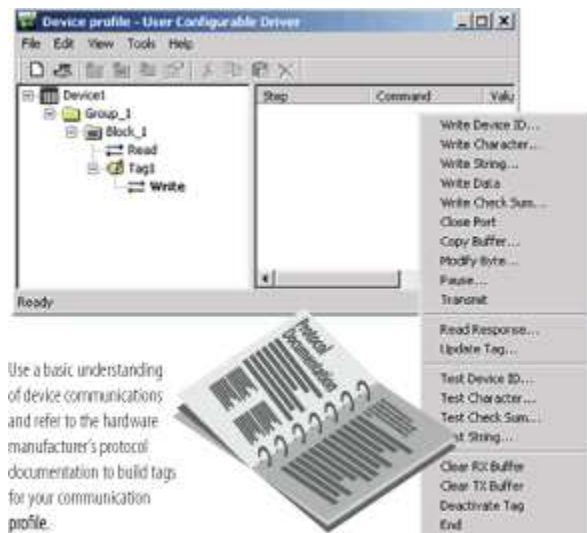 Device profile - User Configurable Driver
File Edit View Tools Help
Device1
Group_1
Block_1
Read
Tag1
Write
Step Command Valu
Ready
Write Device ID...
Write Character...
Write String...
Write Data
Write Check Sum...
Close Port
Copy Buffer...
Modify Byte...
Pause...
Transmit
Read Response...
Update Tag...
Test Device ID...
Test Character...
Test Check Sum...
st String...
Clear RX Buffer
Clear TX Buffer
Deactivate Tag
End
Protocol
Documentation
Use a basic understanding
of device communications
and refer to the hardware
manufacturer's protocol
documentation to build tags
for your communication
profile.